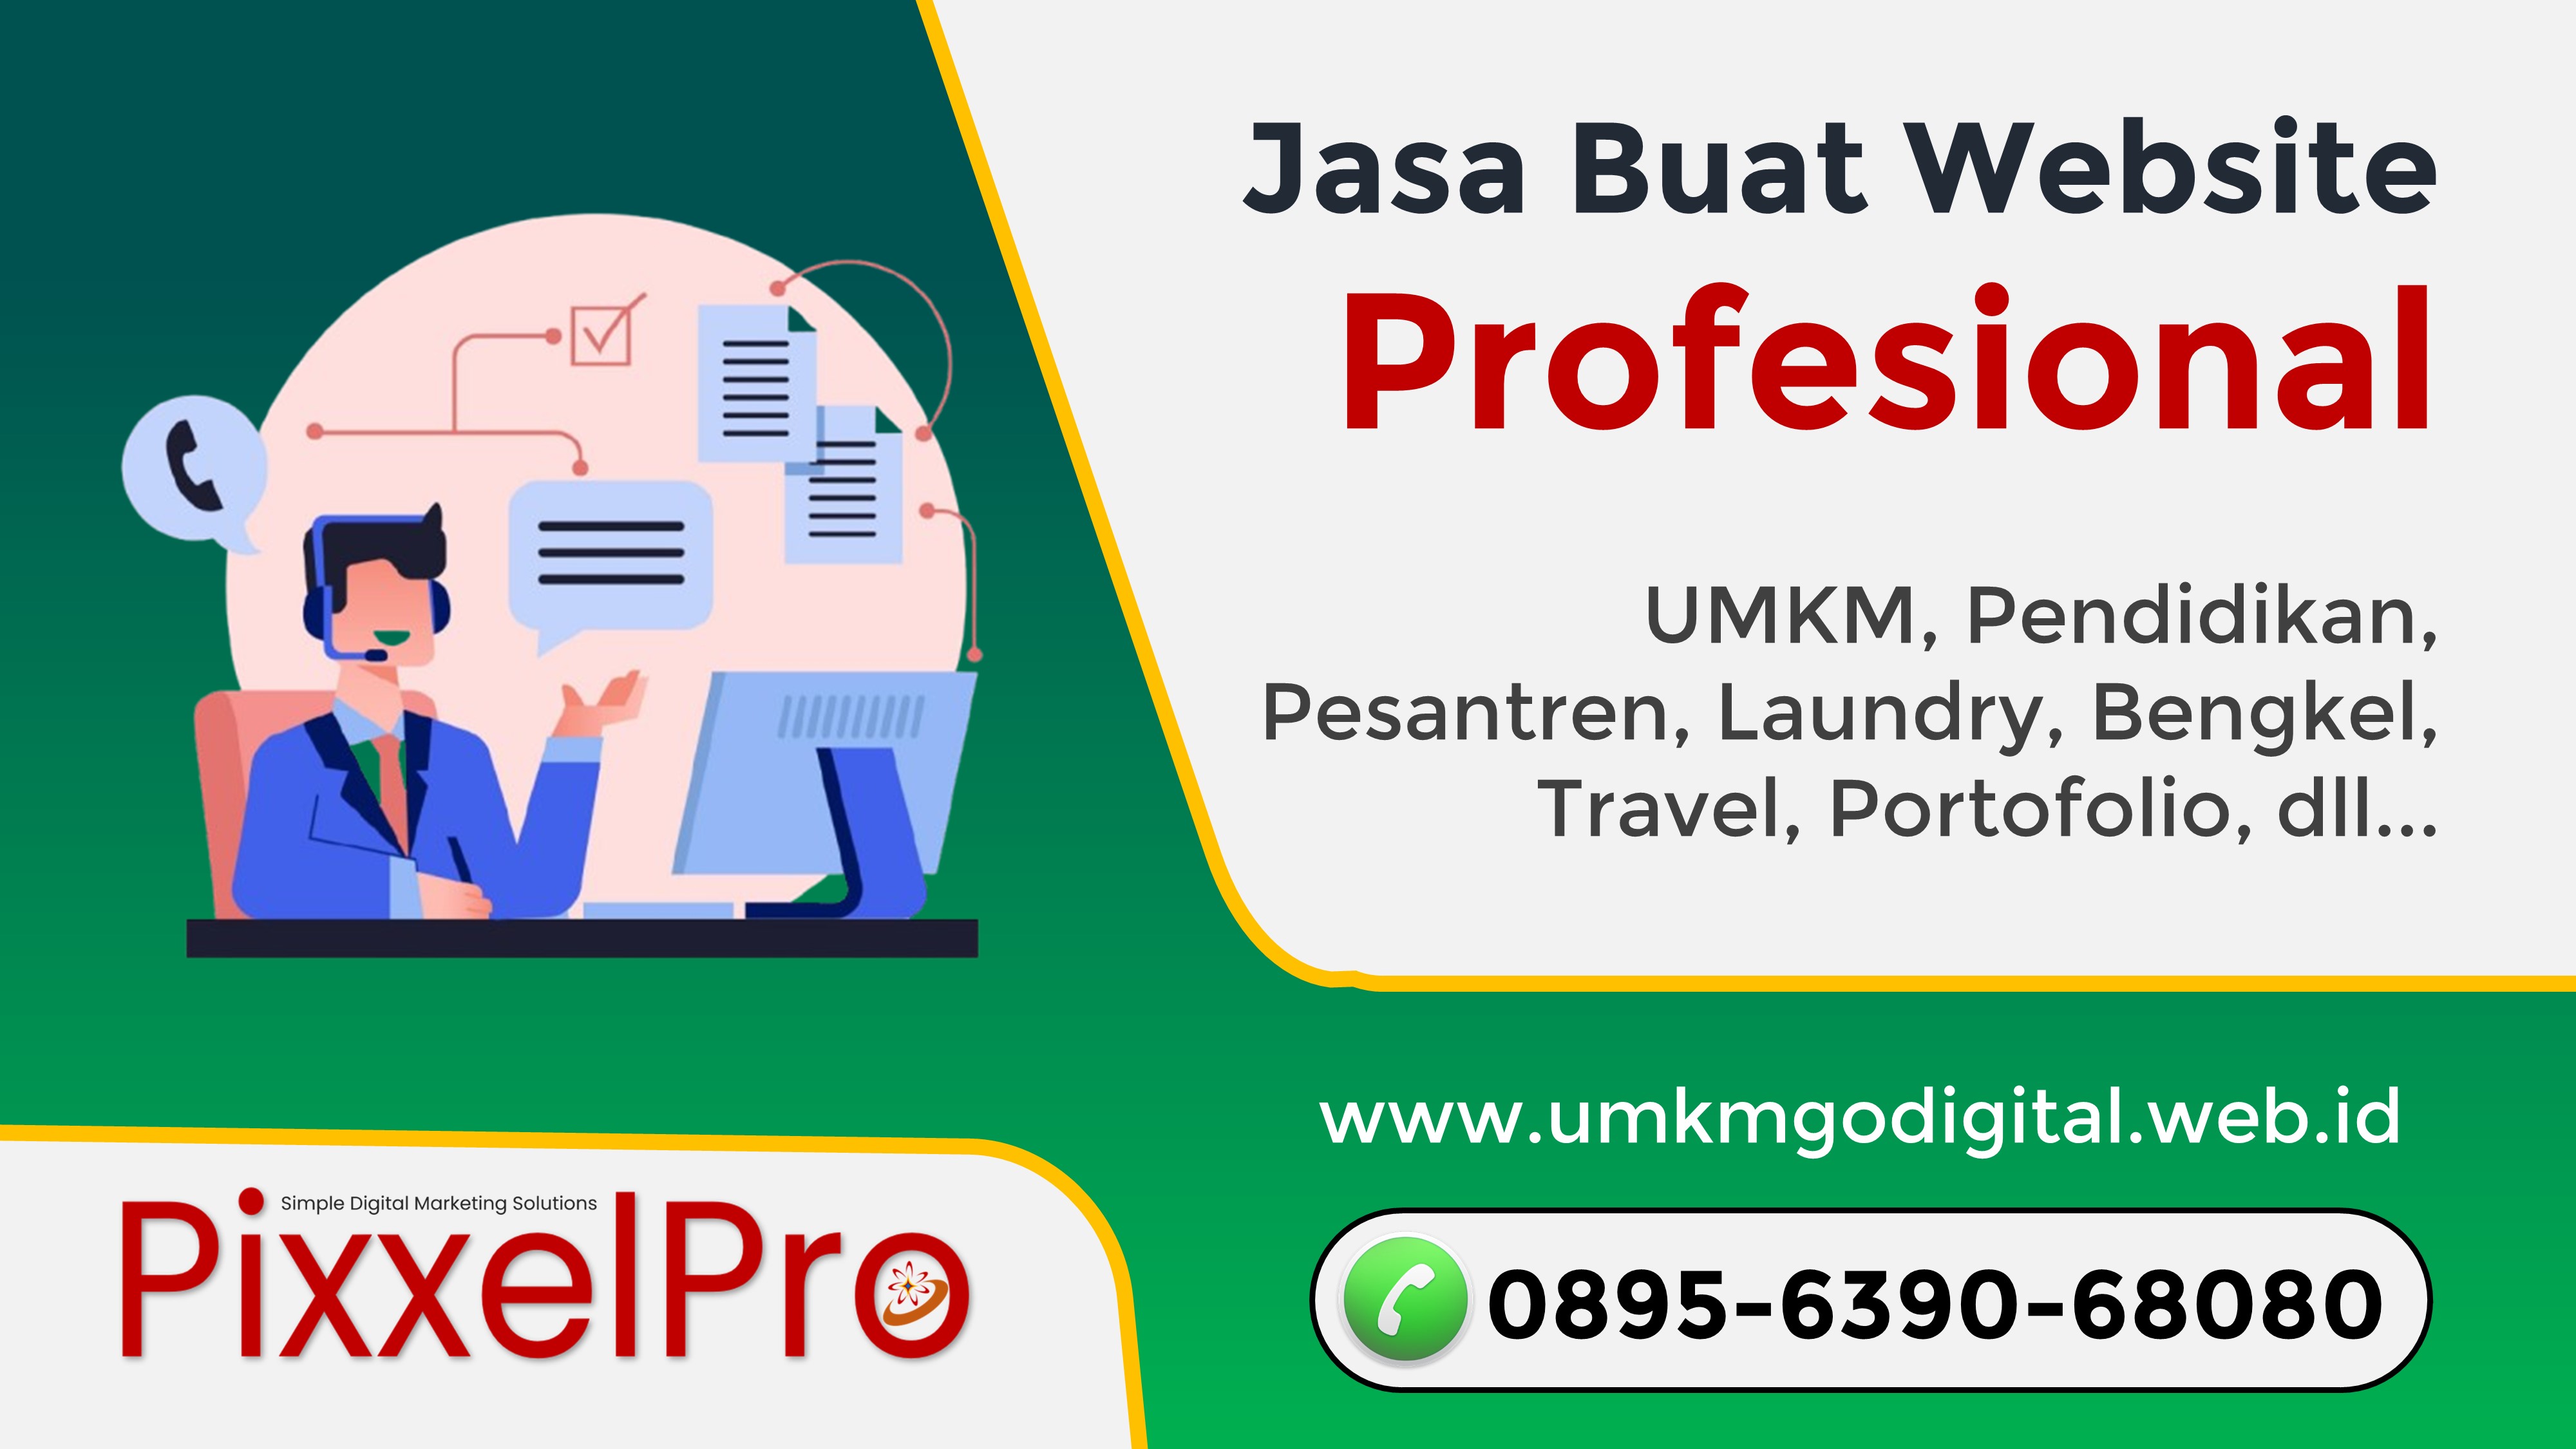 Jasa Buat Website
Profesional
UMKM, Pendidikan,
Pesantren, Laundry, Bengkel,
Travel, Portofolio, dll...
www.umkmgodigital.web.id
0895-6390-68080
Simple Digital Marketing Solutions
PixxelPro